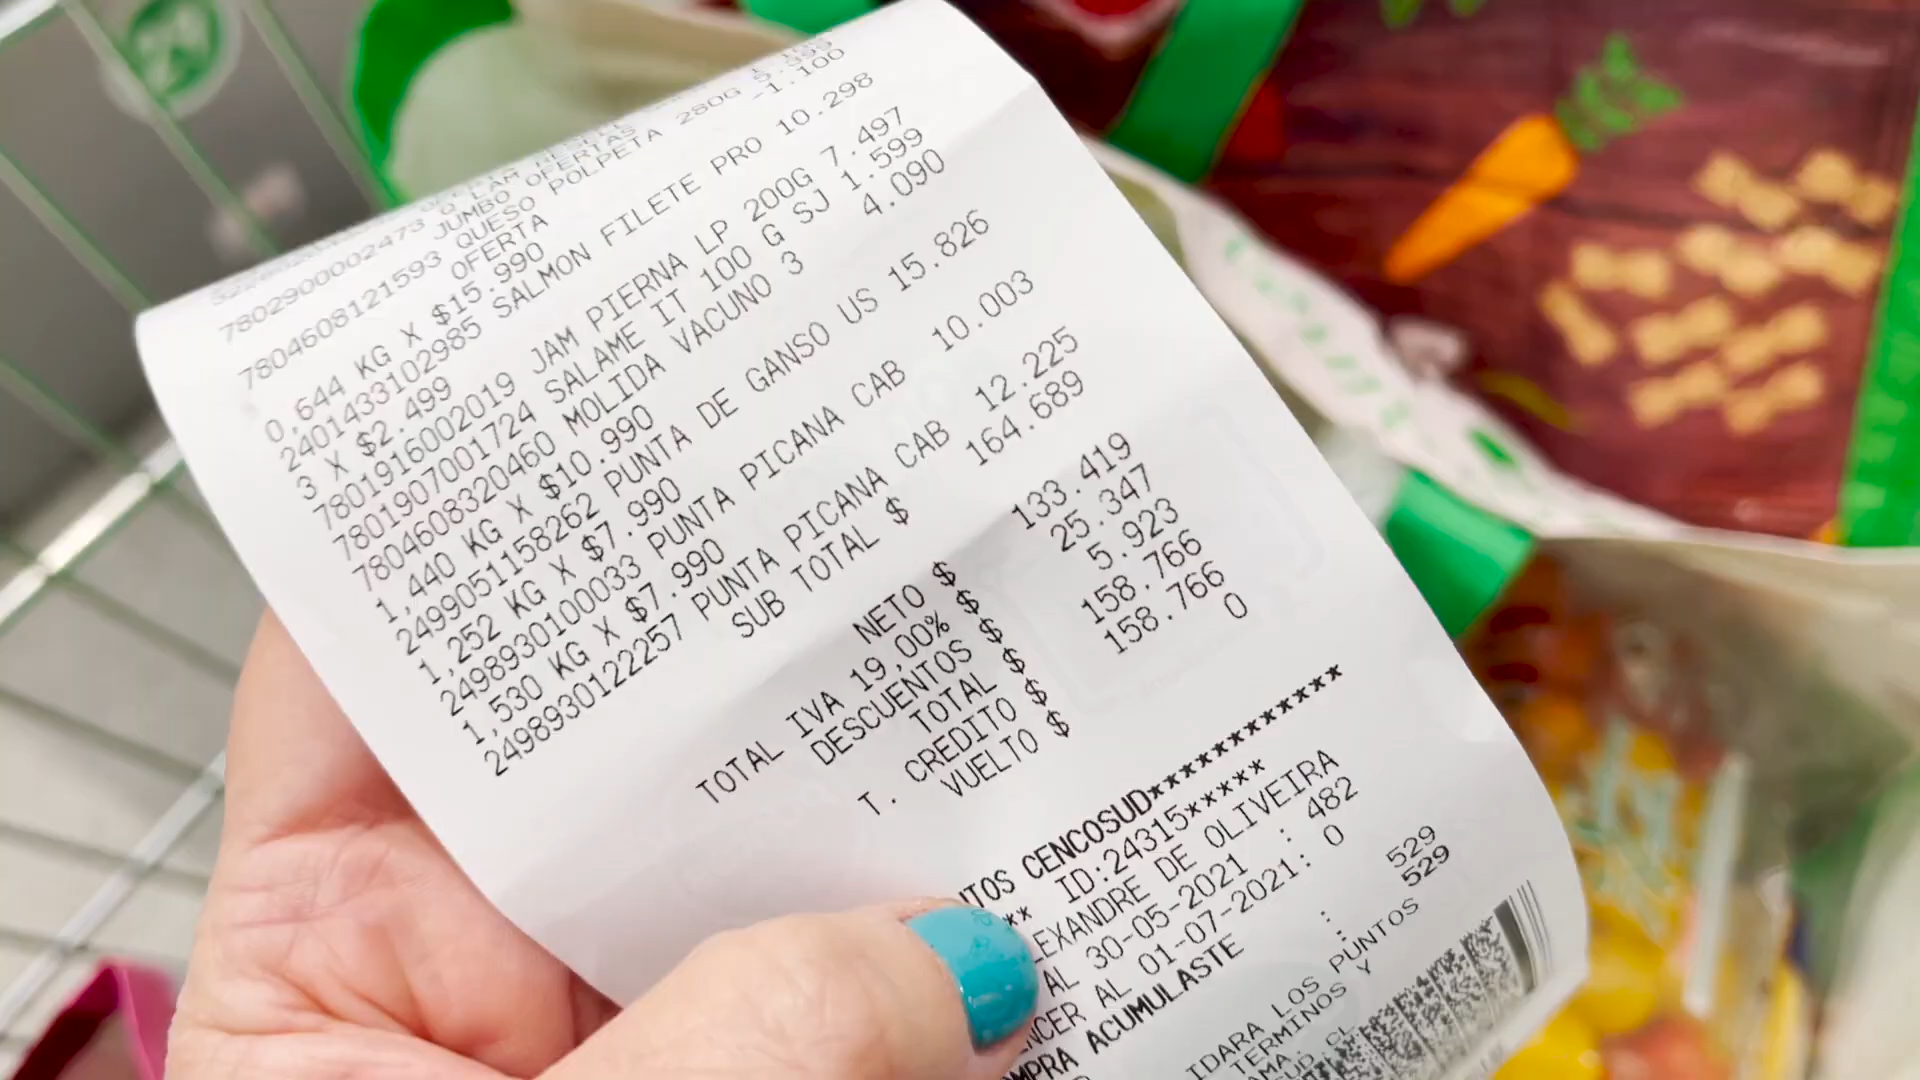 7802900002473 O LAM
JUMBO OFERTAS
7804608121593 QUESO POLPETA 280G 5.399
OFERTA -1.100
0,644 KG X $15.990
2401433102985 SALMON FILETE PRO 10.298
3 X $2.499
7801916002019 JAM PIERNA LP 200G 7.497
7801907001724 SALAME IT 100 G SJ 1.599
7804608320460 MOLIDA VACUNO 3 4.090
1,440 KG X $10.990
2499051158262 PUNTA DE GANSO US 15.826
1,252 KG X $7.990
2498930100033 PUNTA PICANA CAB 10.003
1,530 KG X $7.990
2498930122257 PUNTA PICANA CAB 12.225
SUB TOTAL $ 164.689
NETO $ 133.419
TOTAL IVA 19,00% $ 25.347
DESCUENTOS $ 5.923
TOTAL $ 158.766
T. CREDITO $ 158.766
VUELTO $ 0
NTOS CENCOSUD*****************
** ID:24315*****
LEXANDRE DE OLIVEIRA
AL 30-05-2021 : 482
NCER AL 01-07-2021: 0
MPRA ACUMULASTE : 529
: 529
IDARA LOS PUNTOS
TERMINOS Y